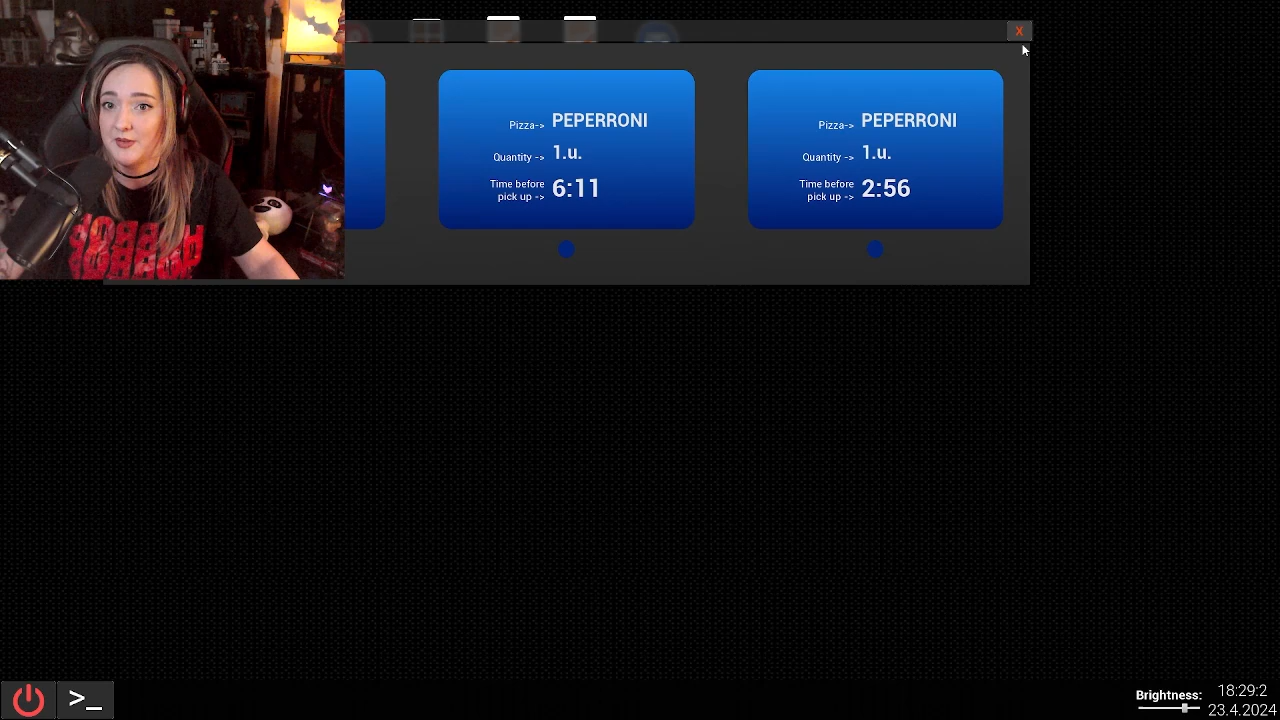 X
Pizza-> PEPERRONI
Quantity -> 1.u.
Time before
pick up -> 6:11
Pizza-> PEPERRONI
Quantity -> 1.u.
Time before
pick up -> 2:56
>_
Brightness:
18:29:2
23.4.2024